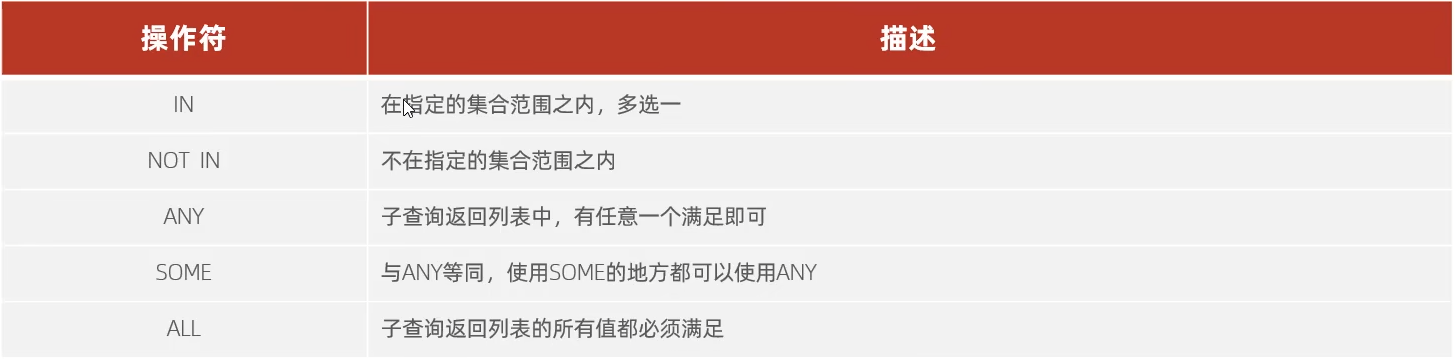 操作符 描述
IN 在指定的集合范围之内，多选一
NOT IN 不在指定的集合范围之内
ANY 子查询返回列表中，有任意一个满足即可
SOME 与ANY等同，使用SOME的地方都可以使用ANY
ALL 子查询返回列表的所有值都必须满足